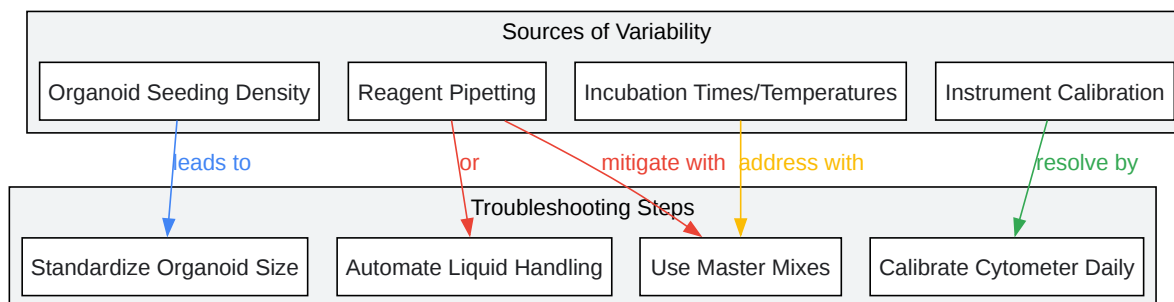 Sources of Variability
Organoid Seeding Density
Reagent Pipetting
Incubation Times/Temperatures
Instrument Calibration
leads to
or
mitigate with
address with
resolve by
Troubleshooting Steps
Standardize Organoid Size
Automate Liquid Handling
Use Master Mixes
Calibrate Cytometer Daily